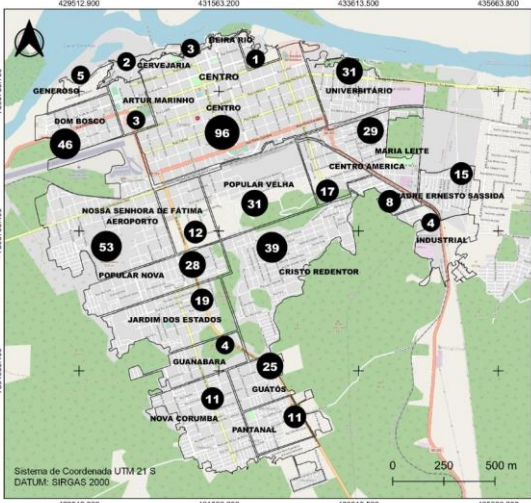 429512.900 431563.200 433613.500 435663.800
BEIRA RIO
3
2
CERVEJARIA
1
5
CENTRO
31
GENEROSO
UNIVERSITÁRIO
ARTUR MARINHO
CENTRO
DOM BOSCO
3
96
29
46
MARIA LEITE
CENTRO AMERICA
POPULAR VELHA
15
17
PADRE ERNESTO SASSIDA
31
8
NOSSA SENHORA DE FÁTIMA
AEROPORTO
12
4
53
39
INDUSTRIAL
28
CRISTO REDENTOR
POPULAR NOVA
19
JARDIM DOS ESTADOS
4
GUANABARA
25
GUATÓS
11
NOVA CORUMBA
11
PANTANAL
Sistema de Coordenada UTM 21 S
DATUM: SIRGAS 2000
0 250 500 m